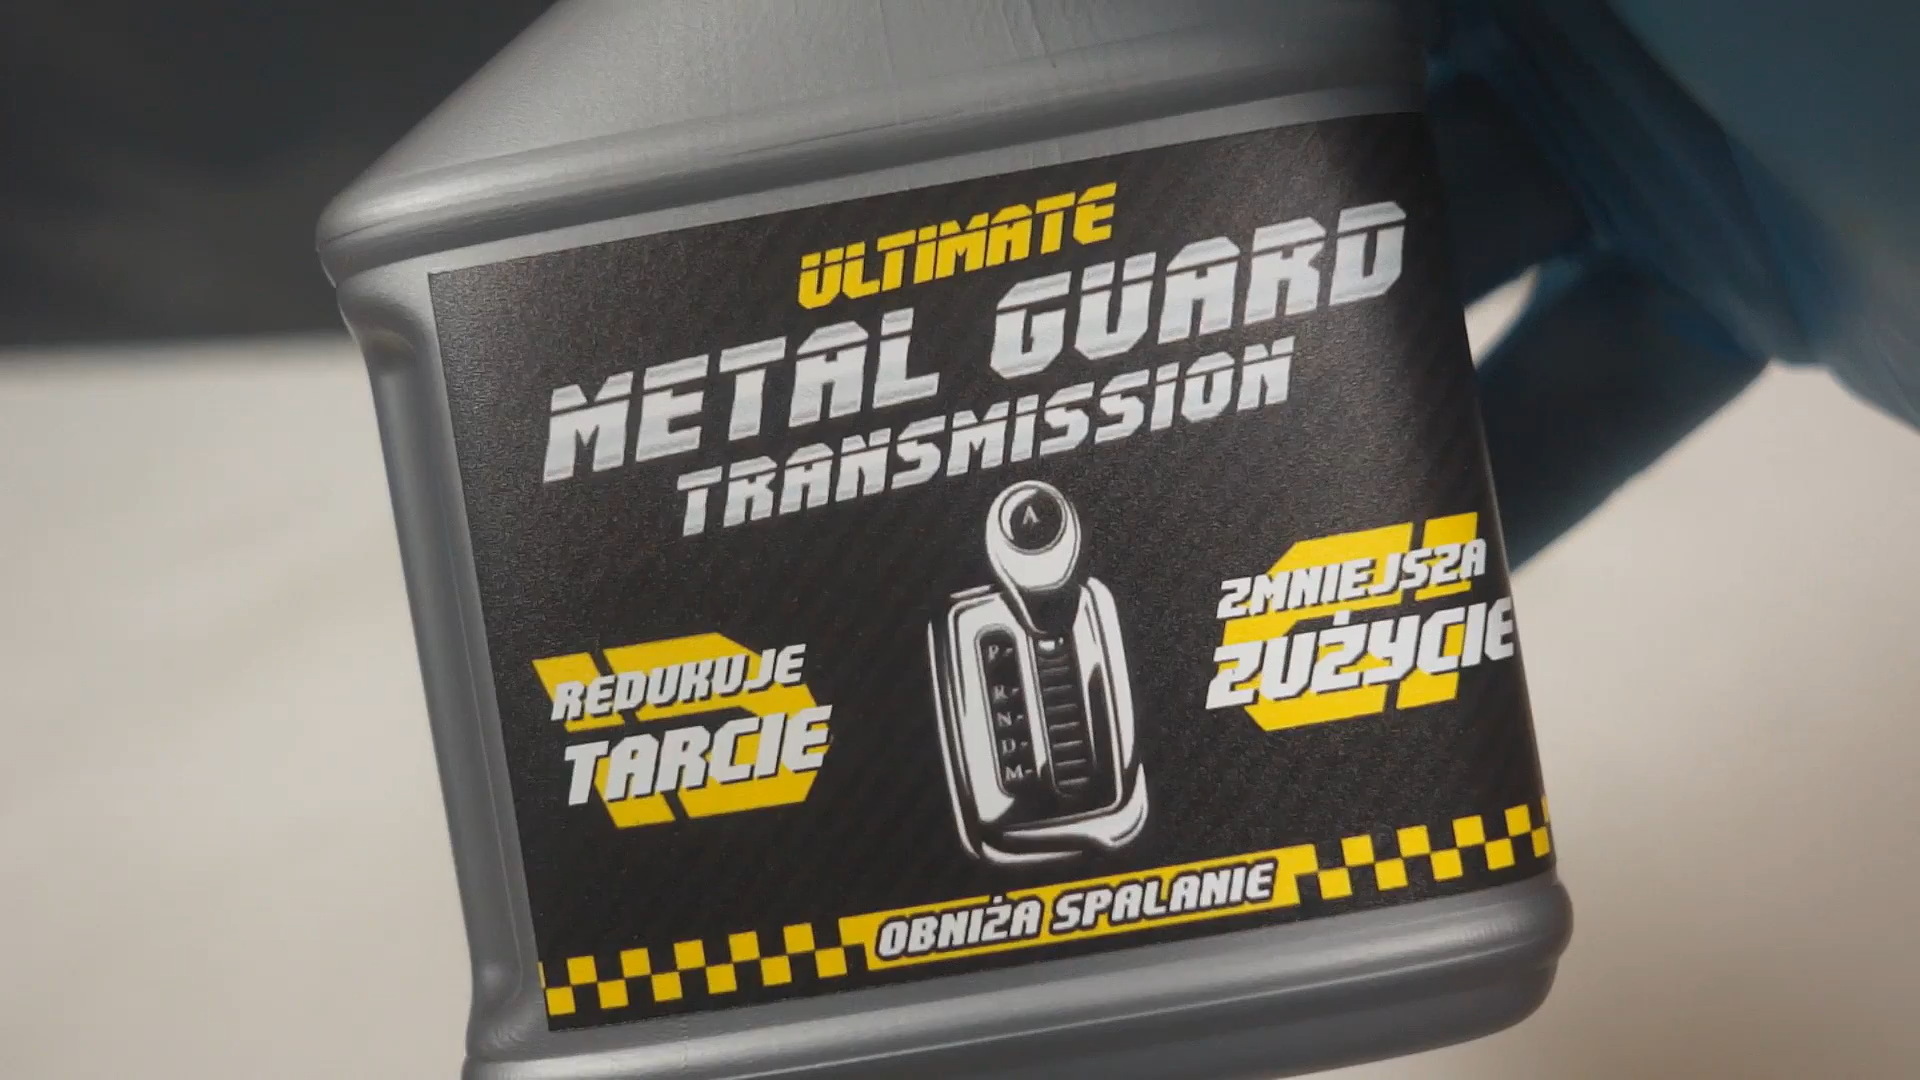 ULTIMATE
METAL GUARD
TRANSMISSION
A
P
R
N
D
M
REDUKUJE
TARCIE
ZMNIEJSZA
ZUŻYCIE
OBNIŻA SPALANIE